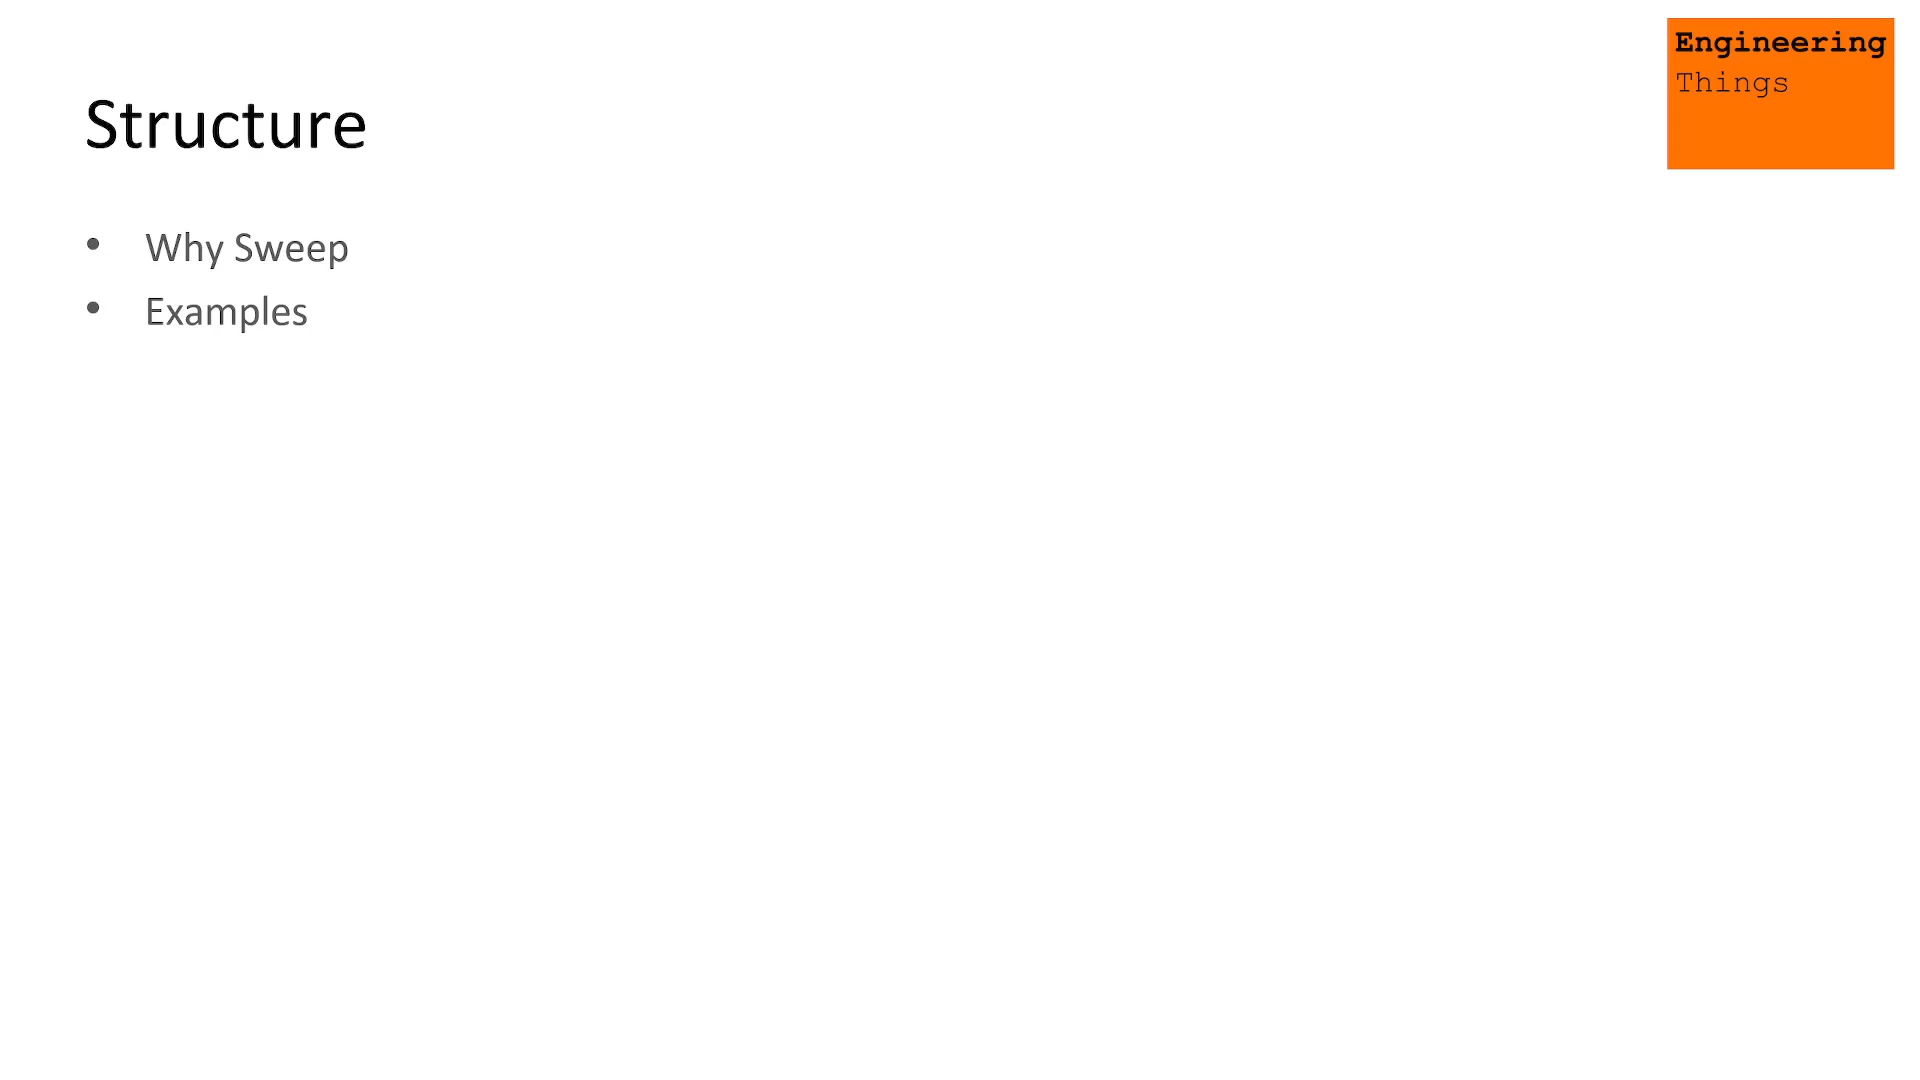 Engineering
Things
Structure
• Why Sweep
• Examples